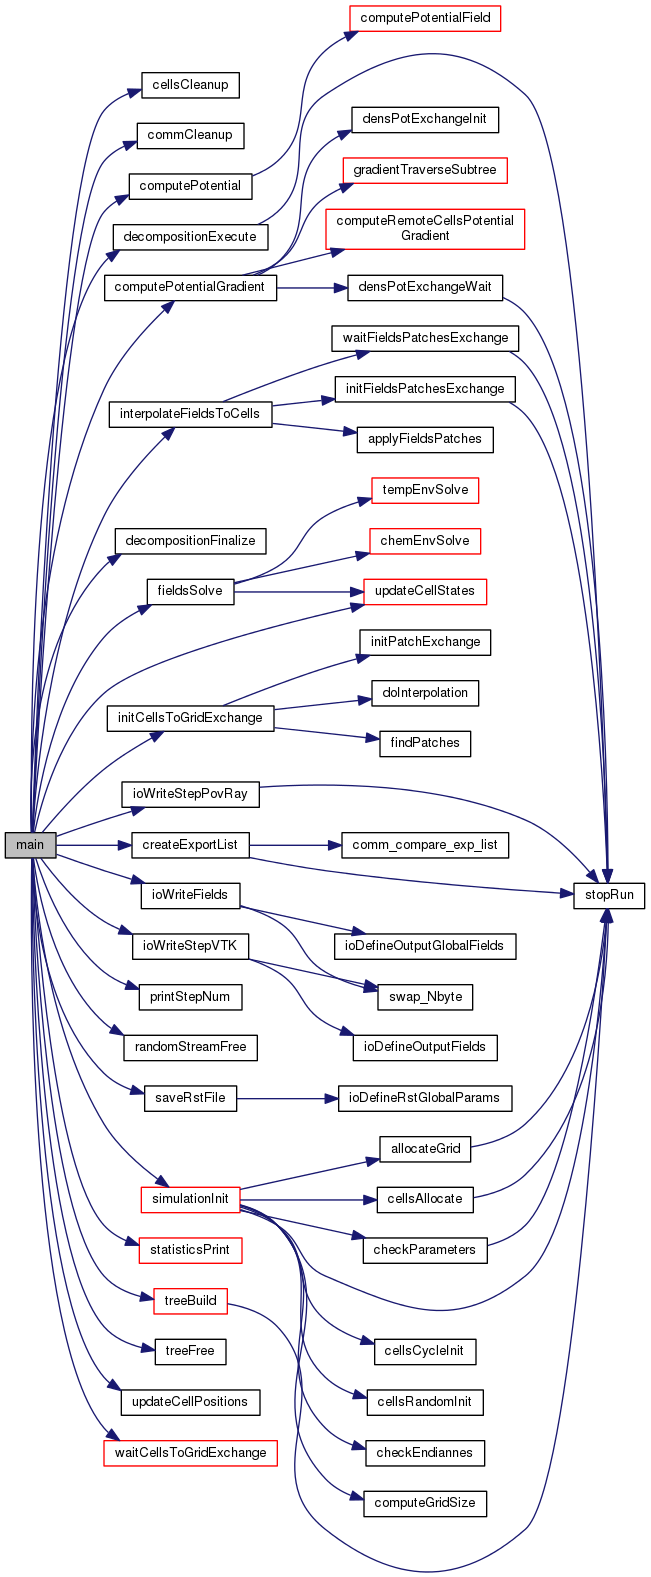 computePotentialField
cellsCleanup
densPotExchangeInit
commCleanup
gradientTraverseSubtree
computePotential
computeRemoteCellsPotential
Gradient
decompositionExecute
computePotentialGradient
densPotExchangeWait
waitFieldsPatchesExchange
initFieldsPatchesExchange
interpolateFieldsToCells
applyFieldsPatches
tempEnvSolve
decompositionFinalize
chemEnvSolve
fieldsSolve
updateCellStates
initPatchExchange
doInterpolation
initCellsToGridExchange
findPatches
ioWriteStepPovRay
main
createExportList
comm_compare_exp_list
ioWriteFields
stopRun
ioWriteStepVTK
ioDefineOutputGlobalFields
printStepNum
swap_Nbyte
randomStreamFree
ioDefineOutputFields
saveRstFile
ioDefineRstGlobalParams
allocateGrid
simulationInit
cellsAllocate
statisticsPrint
checkParameters
treeBuild
treeFree
cellsCycleInit
updateCellPositions
cellsRandomInit
waitCellsToGridExchange
checkEndiannes
computeGridSize